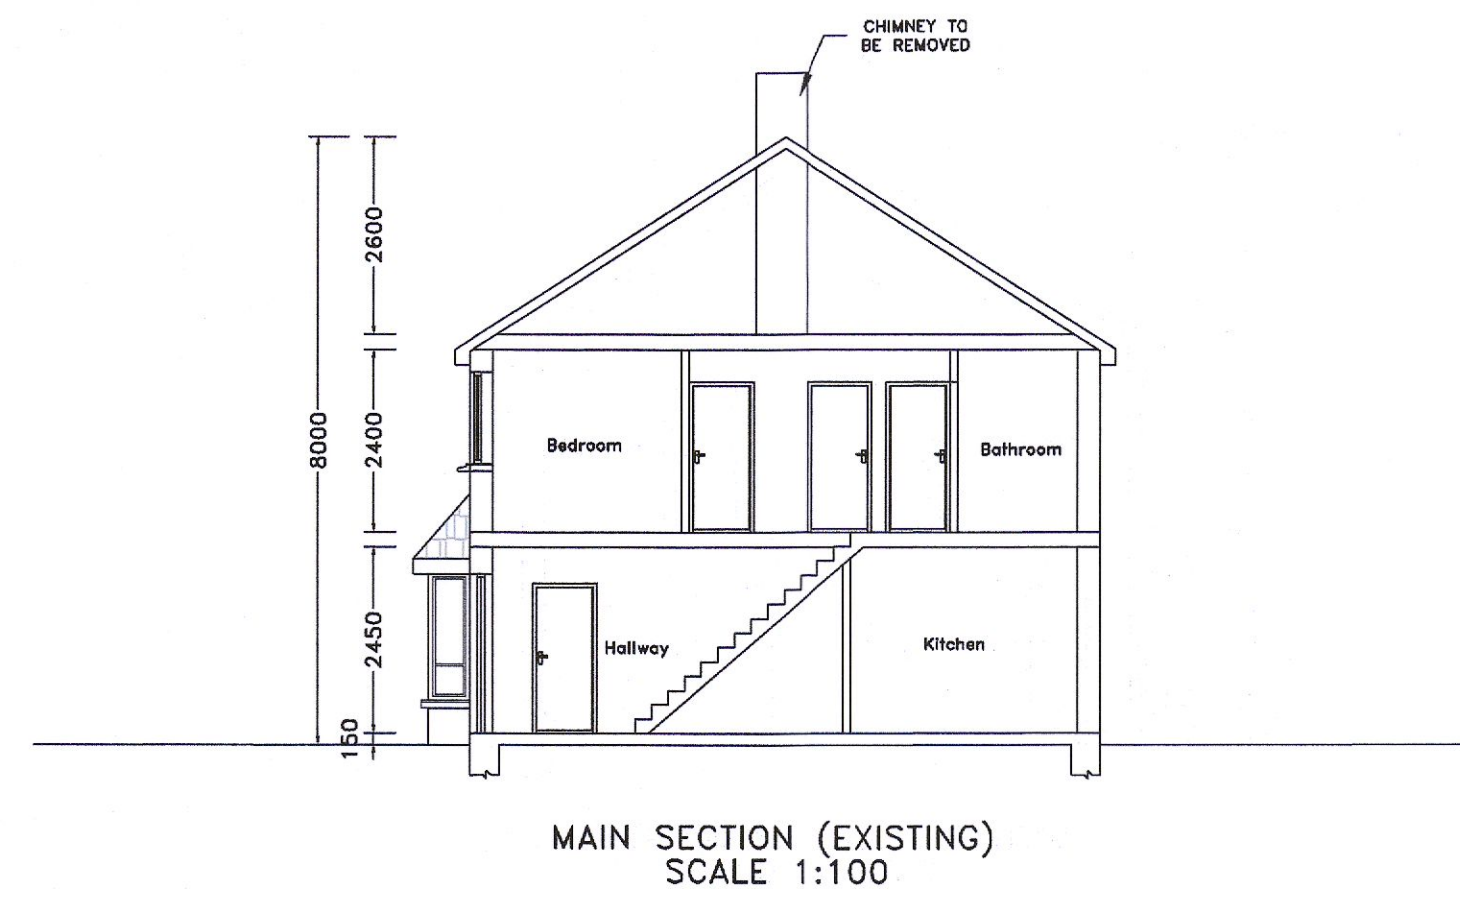 CHIMNEY TO
BE REMOVED
2600
8000
2400
Bedroom
Bathroom
2450
Hallway
Kitchen
150
MAIN SECTION (EXISTING)
SCALE 1:100